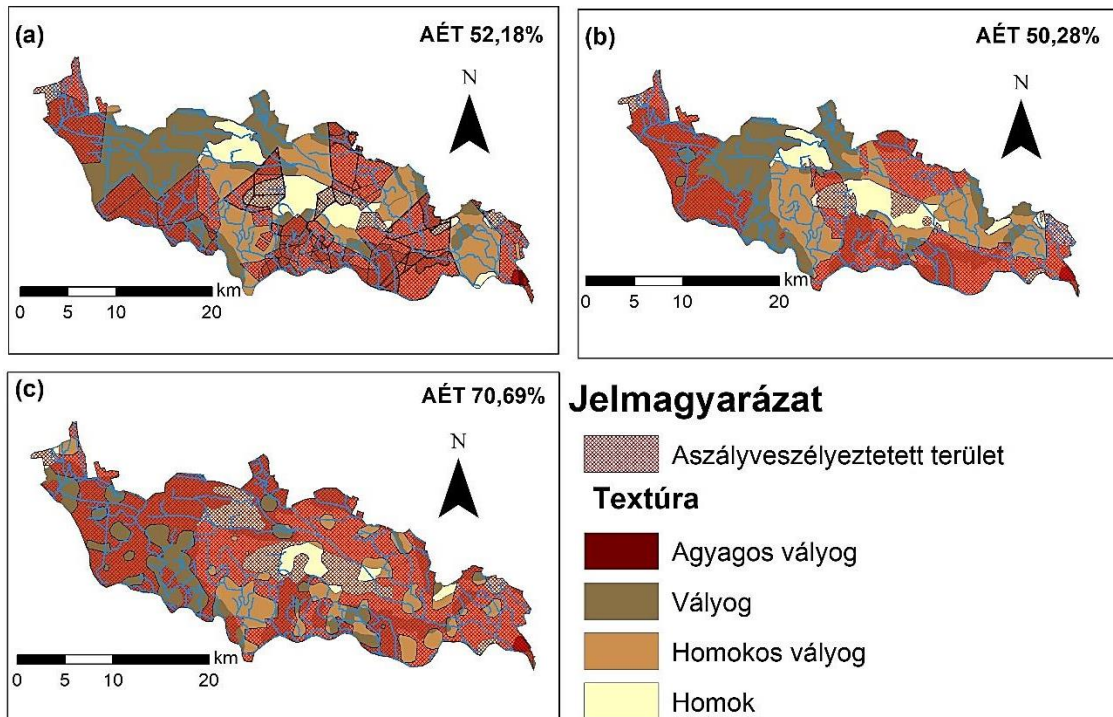 (a)
AÉT 52,18%
N
km
0 5 10 20
(b)
AÉT 50,28%
N
km
0 5 10 20
(c)
AÉT 70,69%
N
km
0 5 10 20
Jelmagyarázat
Aszályveszélyeztetett terület
Textúra
Agyagos vályog
Vályog
Homokos vályog
Homok